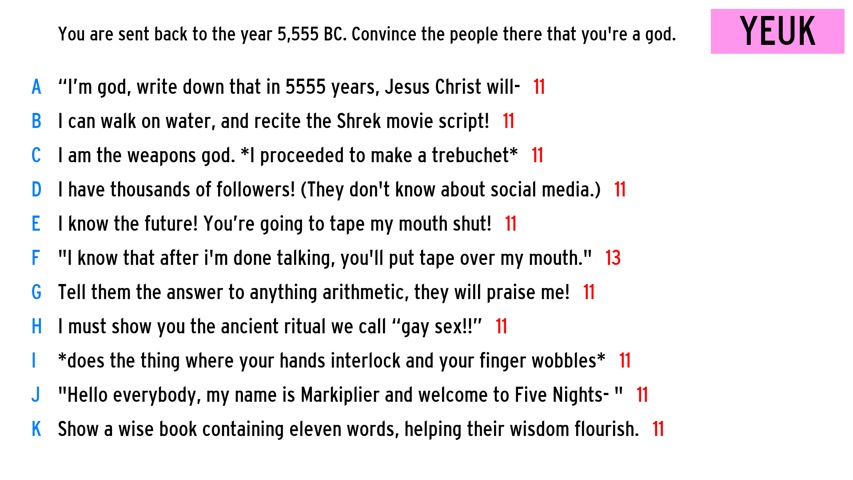 You are sent back to the year 5,555 BC. Convince the people there that you're a god.
YEUK
A “I’m god, write down that in 5555 years, Jesus Christ will- 11
B I can walk on water, and recite the Shrek movie script! 11
C I am the weapons god. *I proceeded to make a trebuchet* 11
D I have thousands of followers! (They don't know about social media.) 11
E I know the future! You’re going to tape my mouth shut! 11
F "I know that after i'm done talking, you'll put tape over my mouth." 13
G Tell them the answer to anything arithmetic, they will praise me! 11
H I must show you the ancient ritual we call “gay sex!!” 11
I *does the thing where your hands interlock and your finger wobbles* 11
J "Hello everybody, my name is Markiplier and welcome to Five Nights- " 11
K Show a wise book containing eleven words, helping their wisdom flourish. 11